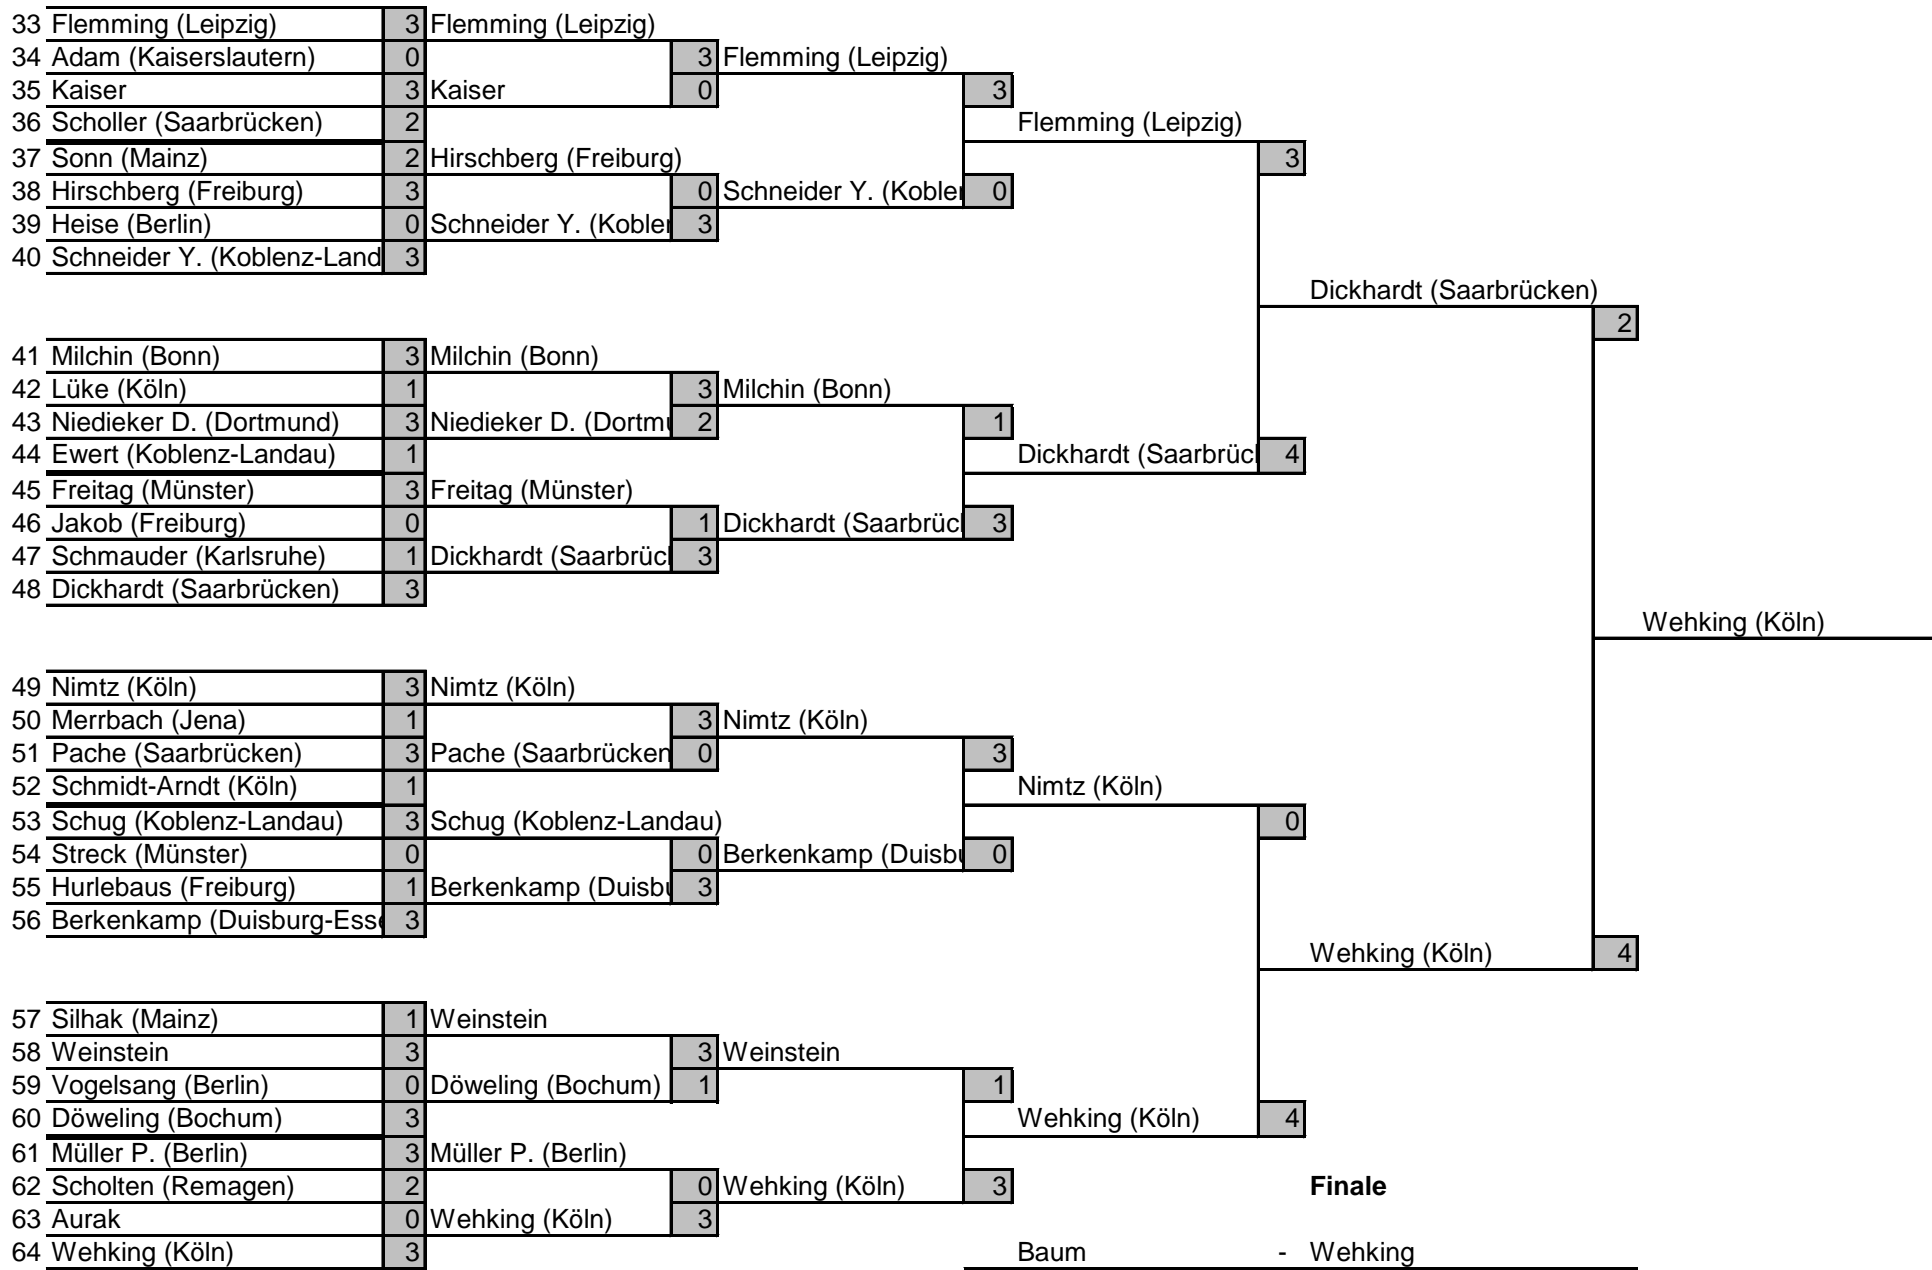 33 Flemming (Leipzig) 3 Flemming (Leipzig)
34 Adam (Kaiserslautern) 0 3 Flemming (Leipzig)
35 Kaiser 3 Kaiser 0 3
36 Scholler (Saarbrücken) 2 Flemming (Leipzig)
37 Sonn (Mainz) 2 Hirschberg (Freiburg) 3
38 Hirschberg (Freiburg) 3 0 Schneider Y. (Koblen 0
39 Heise (Berlin) 0 Schneider Y. (Koblen 3
40 Schneider Y. (Koblenz-Land 3
Dickhardt (Saarbrücken)
2
41 Milchin (Bonn) 3 Milchin (Bonn)
42 Lüke (Köln) 1 3 Milchin (Bonn)
43 Niedieker D. (Dortmund) 3 Niedieker D. (Dortmu 2 1
44 Ewert (Koblenz-Landau) 1 Dickhardt (Saarbrück 4
45 Freitag (Münster) 3 Freitag (Münster)
46 Jakob (Freiburg) 0 1 Dickhardt (Saarbrück 3
47 Schmauder (Karlsruhe) 1 Dickhardt (Saarbrück 3
48 Dickhardt (Saarbrücken) 3
Wehking (Köln)
49 Nimtz (Köln) 3 Nimtz (Köln)
50 Merrbach (Jena) 1 3 Nimtz (Köln)
51 Pache (Saarbrücken) 3 Pache (Saarbrücken 0 3
52 Schmidt-Arndt (Köln) 1 Nimtz (Köln)
53 Schug (Koblenz-Landau) 3 Schug (Koblenz-Landau) 0
54 Streck (Münster) 0 0 Berkenkamp (Duisbu 0
55 Hurlebaus (Freiburg) 1 Berkenkamp (Duisbu 3
56 Berkenkamp (Duisburg-Esse 3
Wehking (Köln) 4
57 Silhak (Mainz) 1 Weinstein
58 Weinstein 3 3 Weinstein
59 Vogelsang (Berlin) 0 Döweling (Bochum) 1 1
60 Döweling (Bochum) 3 Wehking (Köln) 4
61 Müller P. (Berlin) 3 Müller P. (Berlin)
62 Scholten (Remagen) 2 0 Wehking (Köln) 3 Finale
63 Aurak 0 Wehking (Köln) 3
64 Wehking (Köln) 3 Baum - Wehking